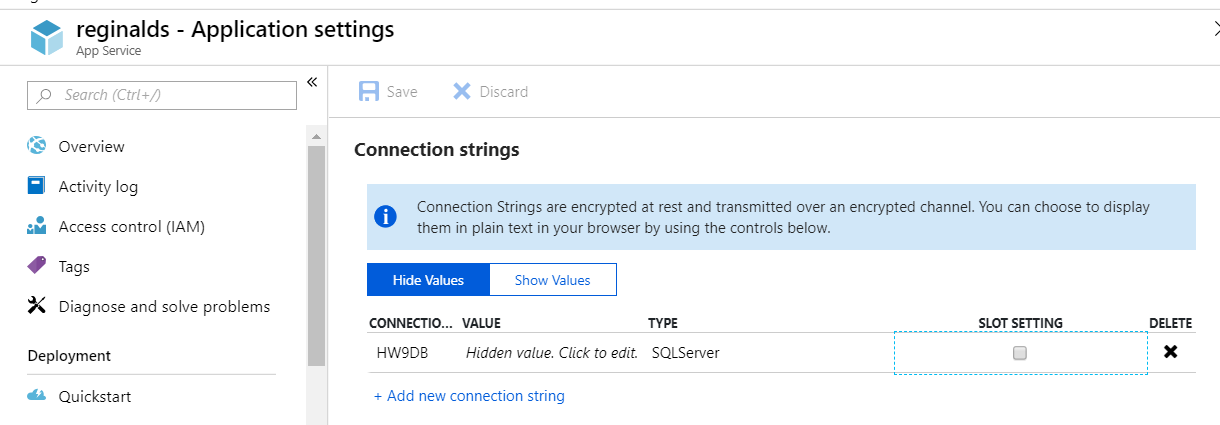 reginalds - Application settings
App Service
Search (Ctrl+/)
Overview
Activity log
Access control (IAM)
Tags
Diagnose and solve problems
Deployment
Quickstart
Save Discard
Connection strings
Connection Strings are encrypted at rest and transmitted over an encrypted channel. You can choose to display
them in plain text in your browser by using the controls below.
Hide Values Show Values
CONNECTIO... VALUE TYPE SLOT SETTING DELETE
HW9DB Hidden value. Click to edit. SQLServer
+ Add new connection string